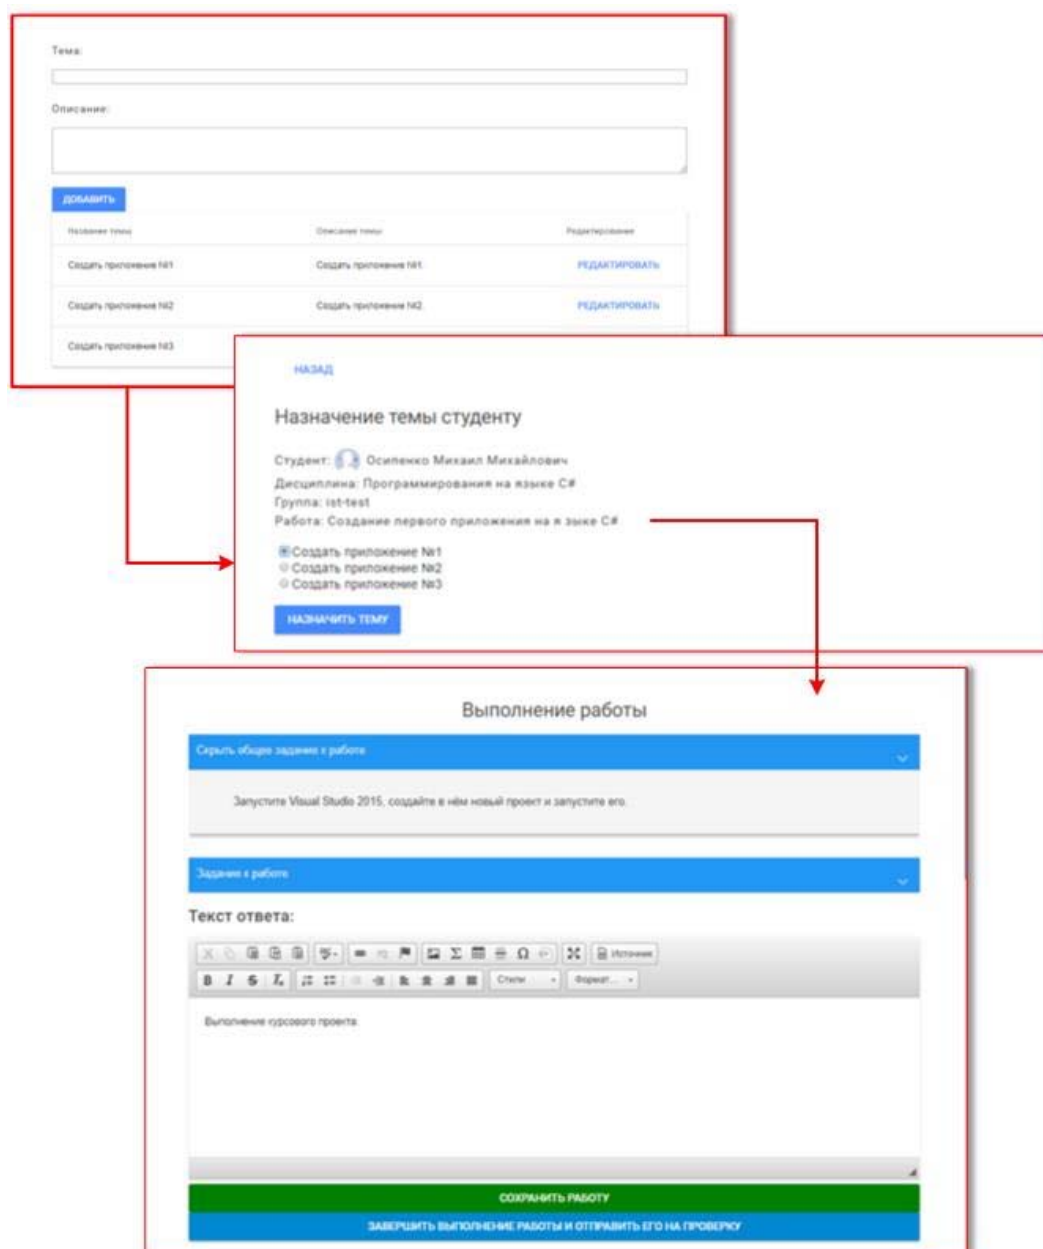 Тема:
Описание:
ДОБАВИТЬ
Название темы Описание темы Редактирование
Создать приложение №1 Создать приложение №1 РЕДАКТИРОВАТЬ
Создать приложение №2 Создать приложение №2 РЕДАКТИРОВАТЬ
Создать приложение №3
НАЗАД
Назначение темы студенту
Студент: Осипенко Михаил Михайлович
Дисциплина: Программирования на языке C#
Группа: ist-test
Работа: Создание первого приложения на я зыке C#
Создать приложение №1
Создать приложение №2
Создать приложение №3
НАЗНАЧИТЬ ТЕМУ
Выполнение работы
Скрыть общее задание к работе
Запустите Visual Studio 2015, создайте в нём новый проект и запустите его.
Задание к работе
Текст ответа:
Источник
B I S Стили Формат...
Выполнение курсового проекта
СОХРАНИТЬ РАБОТУ
ЗАВЕРШИТЬ ВЫПОЛНЕНИЕ РАБОТЫ И ОТПРАВИТЬ ЕГО НА ПРОВЕРКУ